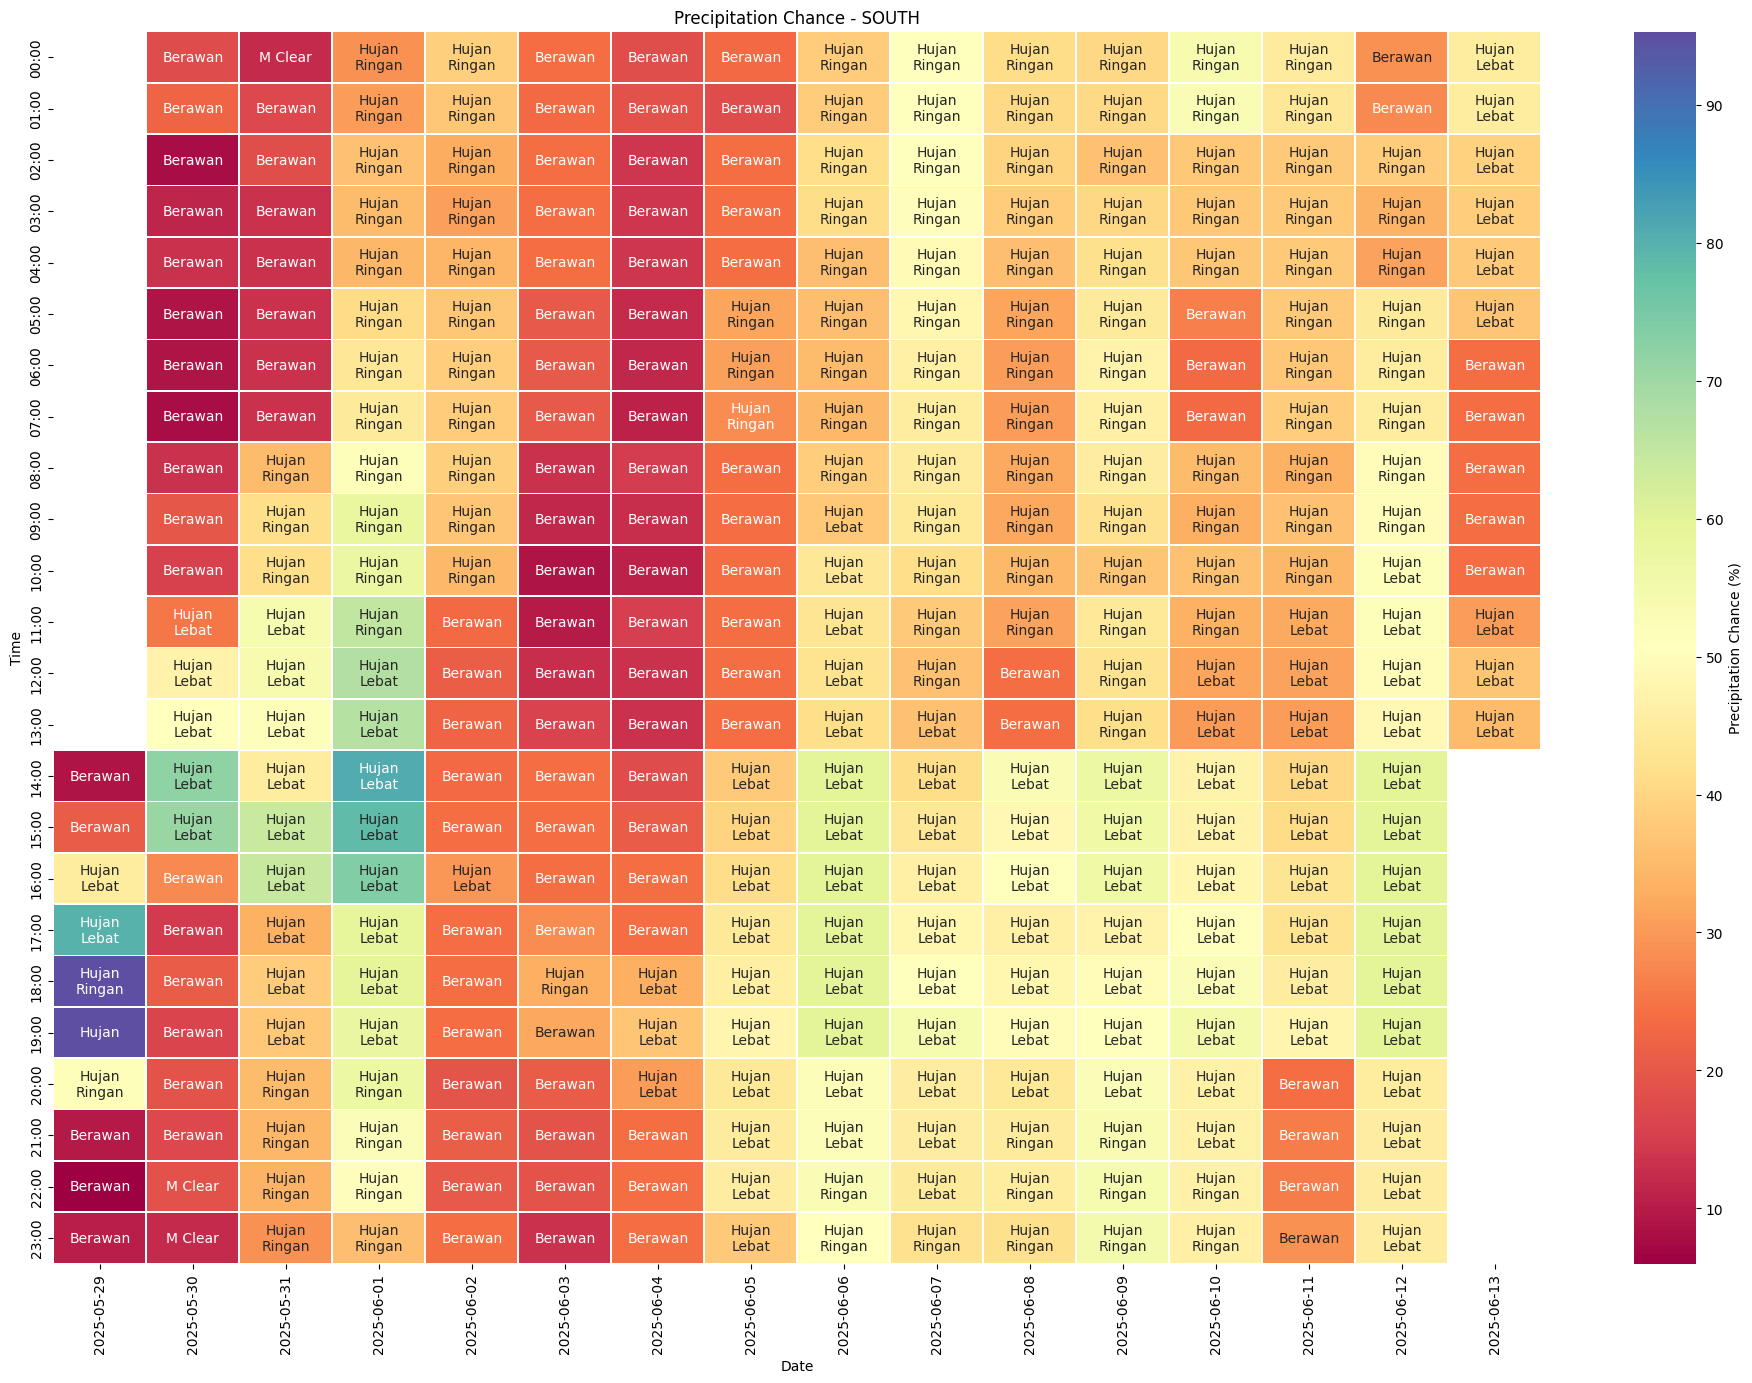 Precipitation Chance - SOUTH
00:00
Berawan
M Clear
Hujan
Ringan
Hujan
Ringan
Berawan
Berawan
Berawan
Hujan
Ringan
Hujan
Ringan
Hujan
Ringan
Hujan
Ringan
Hujan
Ringan
Hujan
Ringan
Berawan
Hujan
Lebat
01:00
Berawan
Berawan
Hujan
Ringan
Hujan
Ringan
Berawan
Berawan
Berawan
Hujan
Ringan
Hujan
Ringan
Hujan
Ringan
Hujan
Ringan
Hujan
Ringan
Hujan
Ringan
Berawan
Hujan
Lebat
02:00
Berawan
Berawan
Hujan
Ringan
Hujan
Ringan
Berawan
Berawan
Berawan
Hujan
Ringan
Hujan
Ringan
Hujan
Ringan
Hujan
Ringan
Hujan
Ringan
Hujan
Ringan
Hujan
Ringan
Hujan
Lebat
03:00
Berawan
Berawan
Hujan
Ringan
Hujan
Ringan
Berawan
Berawan
Berawan
Hujan
Ringan
Hujan
Ringan
Hujan
Ringan
Hujan
Ringan
Hujan
Ringan
Hujan
Ringan
Hujan
Ringan
Hujan
Lebat
04:00
Berawan
Berawan
Hujan
Ringan
Hujan
Ringan
Berawan
Berawan
Berawan
Hujan
Ringan
Hujan
Ringan
Hujan
Ringan
Hujan
Ringan
Hujan
Ringan
Hujan
Ringan
Hujan
Ringan
Hujan
Lebat
05:00
Berawan
Berawan
Hujan
Ringan
Hujan
Ringan
Berawan
Berawan
Hujan
Ringan
Hujan
Ringan
Hujan
Ringan
Hujan
Ringan
Hujan
Ringan
Berawan
Hujan
Ringan
Hujan
Ringan
Hujan
Lebat
06:00
Berawan
Berawan
Hujan
Ringan
Hujan
Ringan
Berawan
Berawan
Hujan
Ringan
Hujan
Ringan
Hujan
Ringan
Hujan
Ringan
Hujan
Ringan
Berawan
Hujan
Ringan
Hujan
Ringan
Berawan
07:00
Berawan
Berawan
Hujan
Ringan
Hujan
Ringan
Berawan
Berawan
Hujan
Ringan
Hujan
Ringan
Hujan
Ringan
Hujan
Ringan
Hujan
Ringan
Berawan
Hujan
Ringan
Hujan
Ringan
Berawan
08:00
Berawan
Hujan
Ringan
Hujan
Ringan
Hujan
Ringan
Berawan
Berawan
Berawan
Hujan
Ringan
Hujan
Ringan
Hujan
Ringan
Hujan
Ringan
Hujan
Ringan
Hujan
Ringan
Hujan
Ringan
Berawan
09:00
Berawan
Hujan
Ringan
Hujan
Ringan
Hujan
Ringan
Berawan
Berawan
Berawan
Hujan
Lebat
Hujan
Ringan
Hujan
Ringan
Hujan
Ringan
Hujan
Ringan
Hujan
Ringan
Hujan
Ringan
Berawan
10:00
Berawan
Hujan
Ringan
Hujan
Ringan
Hujan
Ringan
Berawan
Berawan
Berawan
Hujan
Lebat
Hujan
Ringan
Hujan
Ringan
Hujan
Ringan
Hujan
Ringan
Hujan
Ringan
Hujan
Lebat
Berawan
11:00
Hujan
Lebat
Hujan
Lebat
Hujan
Ringan
Berawan
Berawan
Berawan
Berawan
Hujan
Lebat
Hujan
Ringan
Hujan
Ringan
Hujan
Ringan
Hujan
Ringan
Hujan
Lebat
Hujan
Lebat
Hujan
Lebat
12:00
Hujan
Lebat
Hujan
Lebat
Hujan
Lebat
Berawan
Berawan
Berawan
Berawan
Hujan
Lebat
Hujan
Ringan
Berawan
Hujan
Ringan
Hujan
Lebat
Hujan
Lebat
Hujan
Lebat
Hujan
Lebat
13:00
Hujan
Lebat
Hujan
Lebat
Hujan
Lebat
Berawan
Berawan
Berawan
Berawan
Hujan
Lebat
Hujan
Lebat
Berawan
Hujan
Ringan
Hujan
Lebat
Hujan
Lebat
Hujan
Lebat
Hujan
Lebat
14:00
Berawan
Hujan
Lebat
Hujan
Lebat
Hujan
Lebat
Berawan
Berawan
Berawan
Hujan
Lebat
Hujan
Lebat
Hujan
Lebat
Hujan
Lebat
Hujan
Lebat
Hujan
Lebat
Hujan
Lebat
Hujan
Lebat
15:00
Berawan
Hujan
Lebat
Hujan
Lebat
Hujan
Lebat
Berawan
Berawan
Berawan
Hujan
Lebat
Hujan
Lebat
Hujan
Lebat
Hujan
Lebat
Hujan
Lebat
Hujan
Lebat
Hujan
Lebat
Hujan
Lebat
16:00
Hujan
Lebat
Berawan
Hujan
Lebat
Hujan
Lebat
Hujan
Lebat
Berawan
Berawan
Hujan
Lebat
Hujan
Lebat
Hujan
Lebat
Hujan
Lebat
Hujan
Lebat
Hujan
Lebat
Hujan
Lebat
Hujan
Lebat
17:00
Hujan
Lebat
Berawan
Hujan
Lebat
Hujan
Lebat
Berawan
Berawan
Berawan
Hujan
Lebat
Hujan
Lebat
Hujan
Lebat
Hujan
Lebat
Hujan
Lebat
Hujan
Lebat
Hujan
Lebat
Hujan
Lebat
18:00
Hujan
Ringan
Berawan
Hujan
Lebat
Hujan
Lebat
Berawan
Hujan
Ringan
Hujan
Lebat
Hujan
Lebat
Hujan
Lebat
Hujan
Lebat
Hujan
Lebat
Hujan
Lebat
Hujan
Lebat
Hujan
Lebat
Hujan
Lebat
19:00
Hujan
Berawan
Hujan
Lebat
Hujan
Lebat
Berawan
Berawan
Hujan
Lebat
Hujan
Lebat
Hujan
Lebat
Hujan
Lebat
Hujan
Lebat
Hujan
Lebat
Hujan
Lebat
Hujan
Lebat
Hujan
Lebat
20:00
Hujan
Ringan
Berawan
Hujan
Ringan
Hujan
Ringan
Berawan
Berawan
Hujan
Lebat
Hujan
Lebat
Hujan
Lebat
Hujan
Lebat
Hujan
Lebat
Hujan
Lebat
Hujan
Lebat
Berawan
Hujan
Lebat
21:00
Berawan
Berawan
Hujan
Ringan
Hujan
Ringan
Berawan
Berawan
Berawan
Hujan
Lebat
Hujan
Lebat
Hujan
Lebat
Hujan
Ringan
Hujan
Ringan
Hujan
Lebat
Berawan
Hujan
Lebat
22:00
Berawan
M Clear
Hujan
Ringan
Hujan
Ringan
Berawan
Berawan
Berawan
Hujan
Lebat
Hujan
Ringan
Hujan
Lebat
Hujan
Ringan
Hujan
Ringan
Hujan
Ringan
Berawan
Hujan
Lebat
23:00
Berawan
M Clear
Hujan
Ringan
Hujan
Ringan
Berawan
Berawan
Berawan
Hujan
Lebat
Hujan
Ringan
Hujan
Ringan
Hujan
Ringan
Hujan
Ringan
Hujan
Ringan
Berawan
Hujan
Lebat
Time
2025-05-29
2025-05-30
2025-05-31
2025-06-01
2025-06-02
2025-06-03
2025-06-04
2025-06-05
2025-06-06
2025-06-07
2025-06-08
2025-06-09
2025-06-10
2025-06-11
2025-06-12
2025-06-13
Date
90
80
70
60
50
40
30
20
10
Precipitation Chance (%)